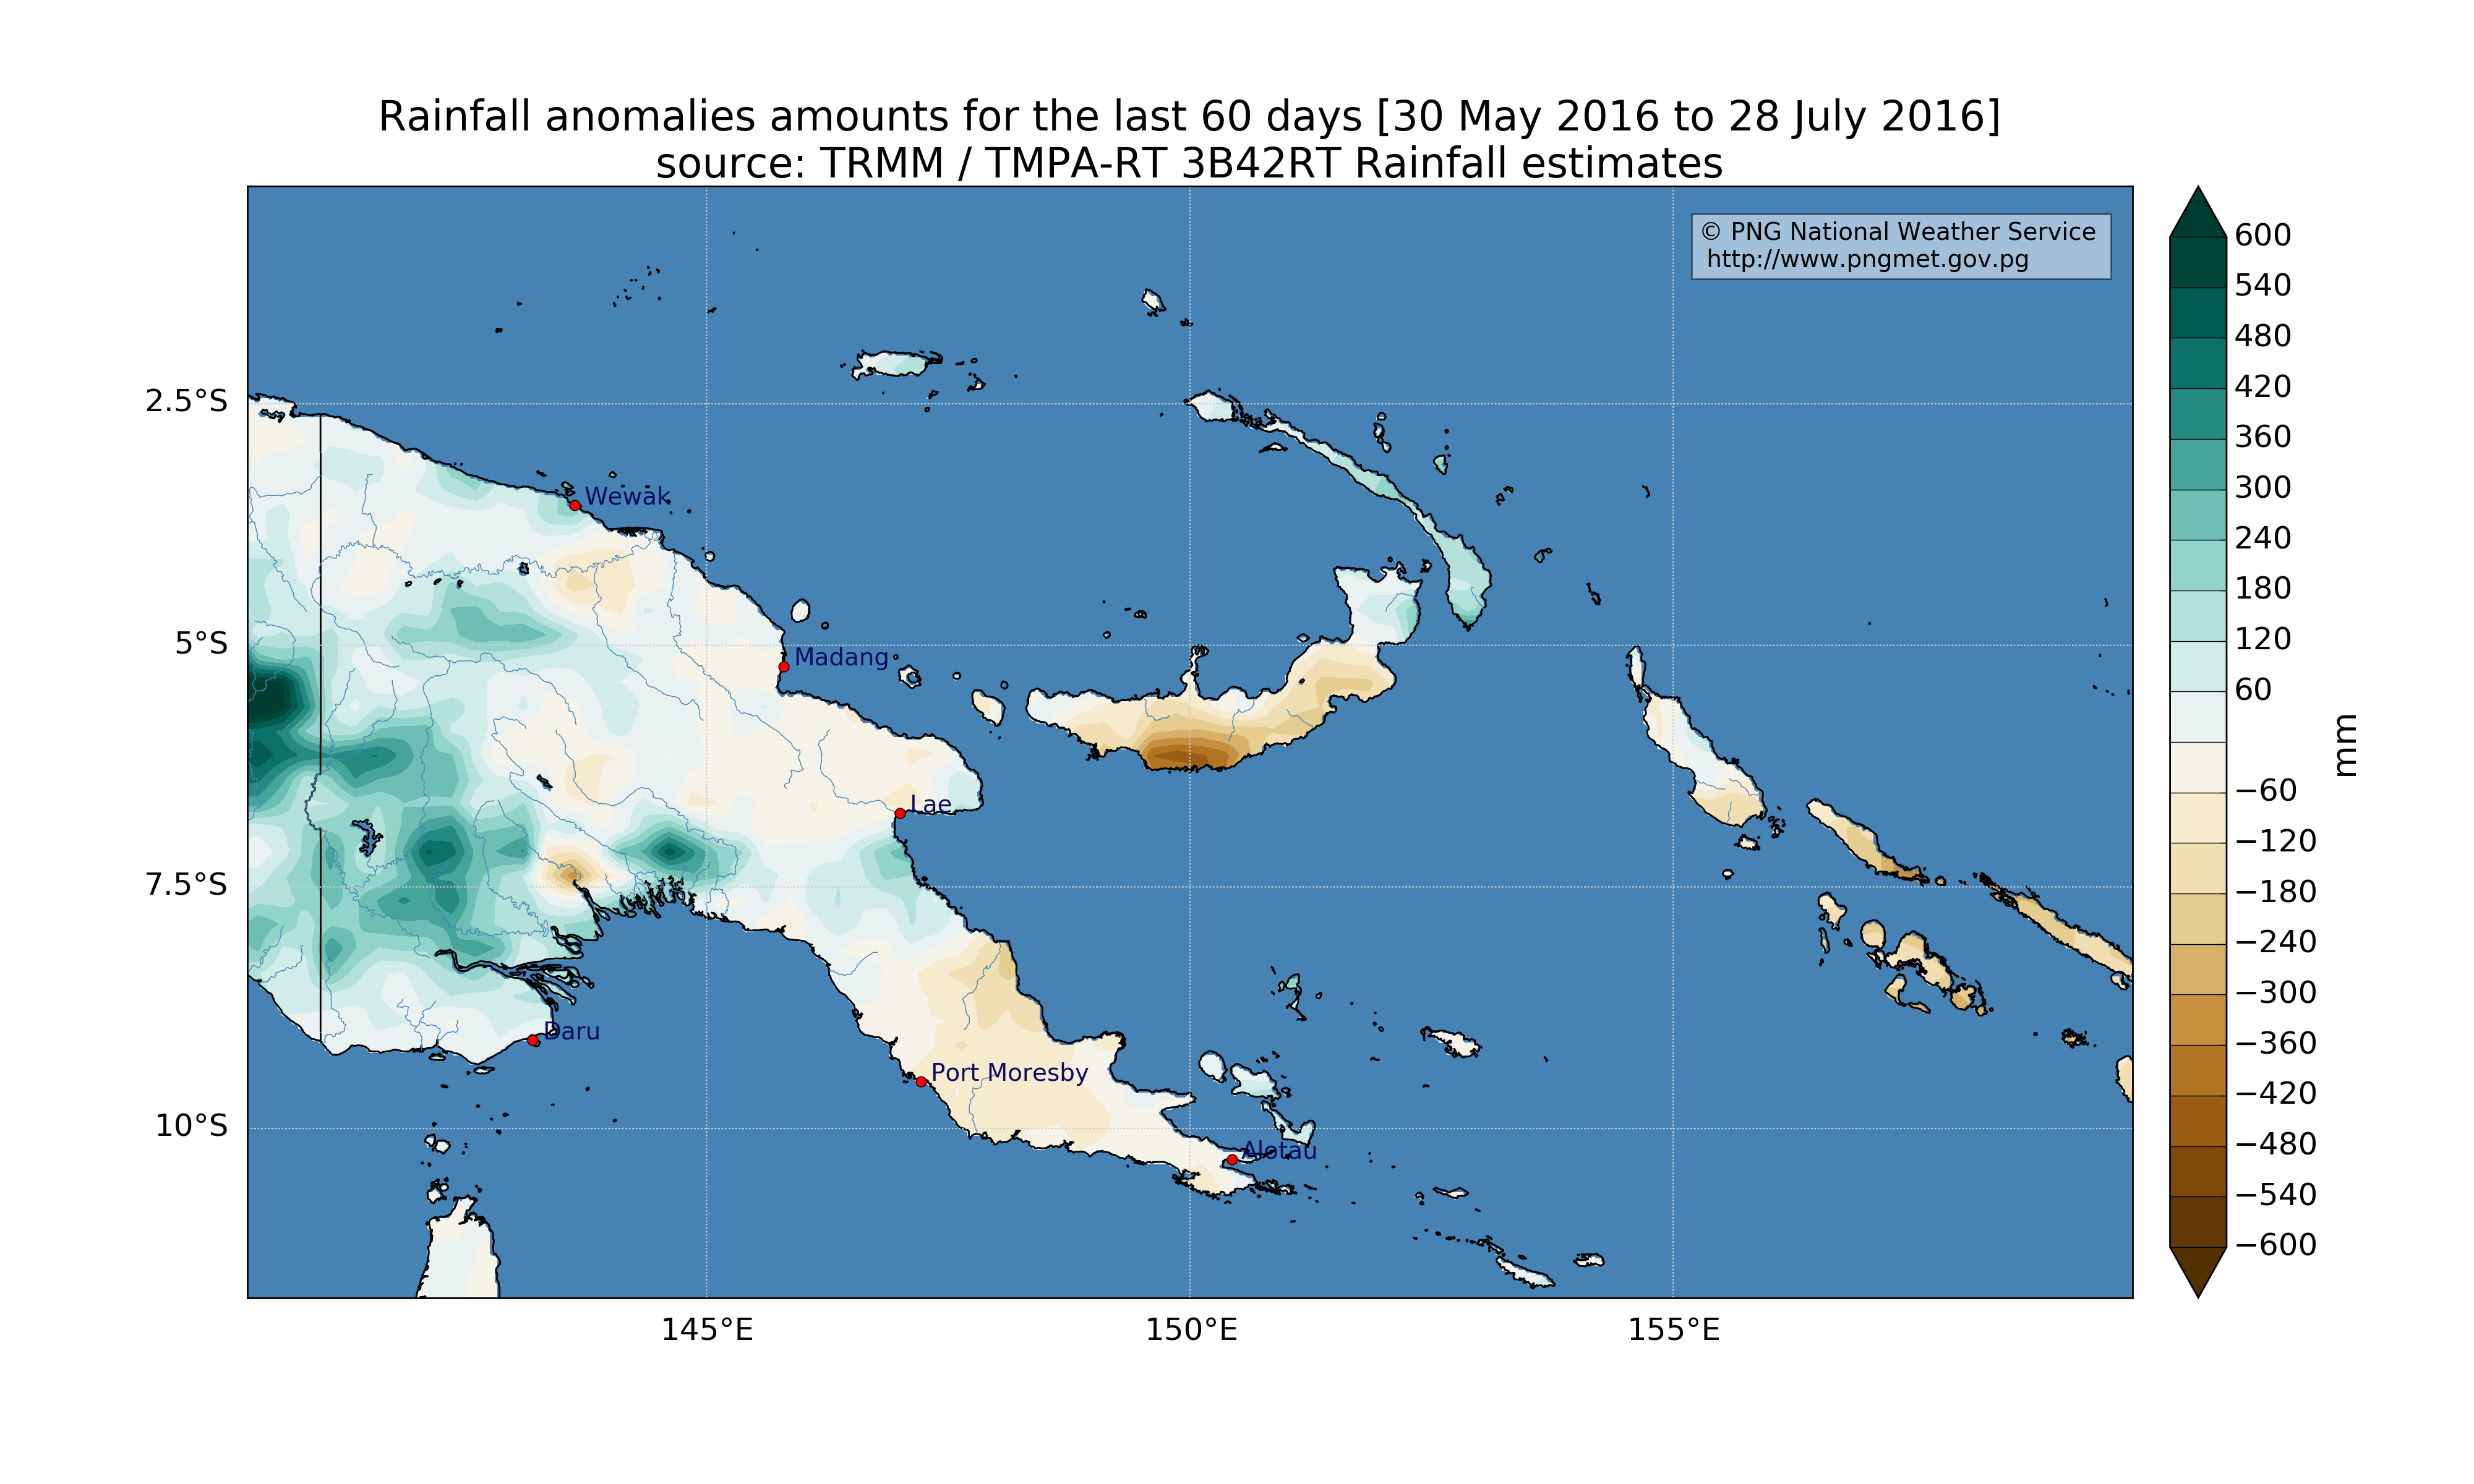 Rainfall anomalies amounts for the last 60 days [30 May 2016 to 28 July 2016]
source: TRMM / TMPA-RT 3B42RT Rainfall estimates
© PNG National Weather Service
http://www.pngmet.gov.pg
2.5°S
5°S
7.5°S
10°S
Wewak
Madang
Lae
Daru
Port Moresby
Alotau
145°E
150°E
155°E
600
540
480
420
360
300
240
180
120
60
−60
−120
−180
−240
−300
−360
−420
−480
−540
−600
mm